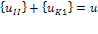 {u_{II}} + {u_{K1}} = u